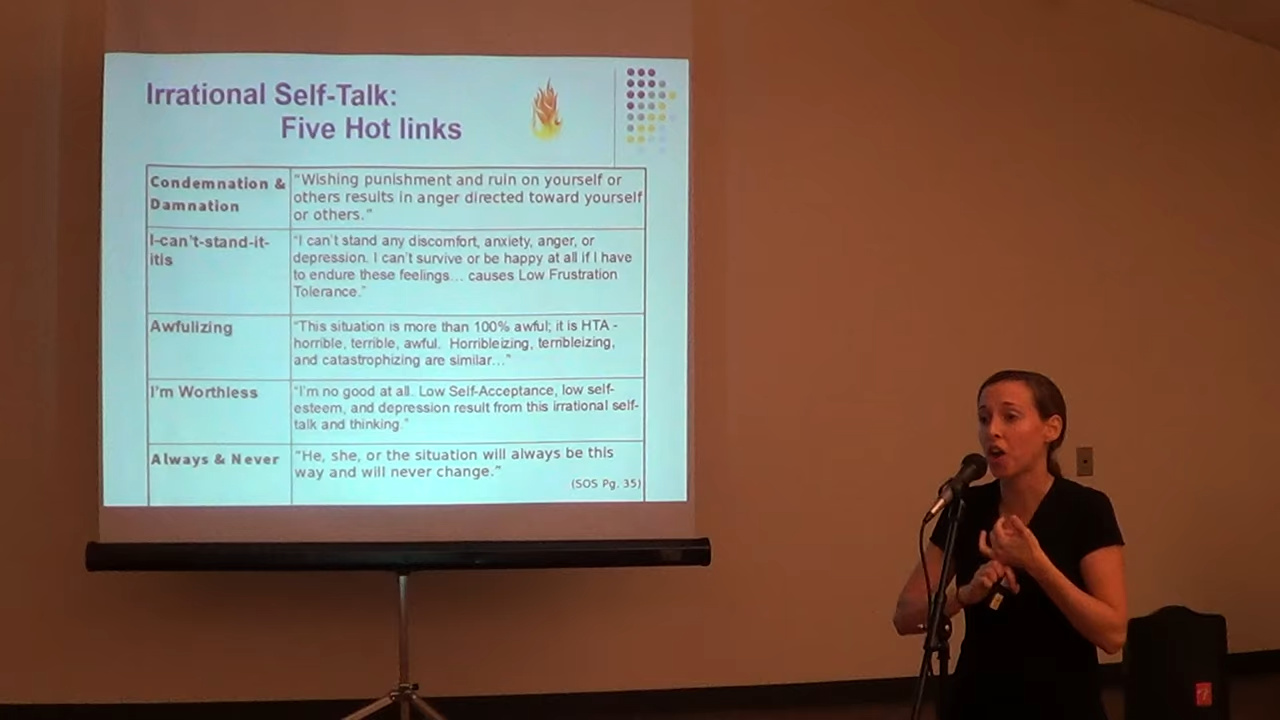 Irrational Self-Talk:
Five Hot links
Condemnation &
Damnation
"Wishing punishment and ruin on yourself or
others results in anger directed toward yourself
or others."
I-can't-stand-it-
itis
"I can't stand any discomfort, anxiety, anger, or
depression. I can't survive or be happy at all if I have
to endure these feelings... causes Low Frustration
Tolerance."
Awfulizing
"This situation is more than 100% awful; it is HTA -
horrible, terrible, awful. Horribleizing, terribleizing,
and catastrophizing are similar..."
I'm Worthless
"I'm no good at all. Low Self-Acceptance, low self-
esteem, and depression result from this irrational self-
talk and thinking."
Always & Never
"He, she, or the situation will always be this
way and will never change."
(SOS Pg. 35)